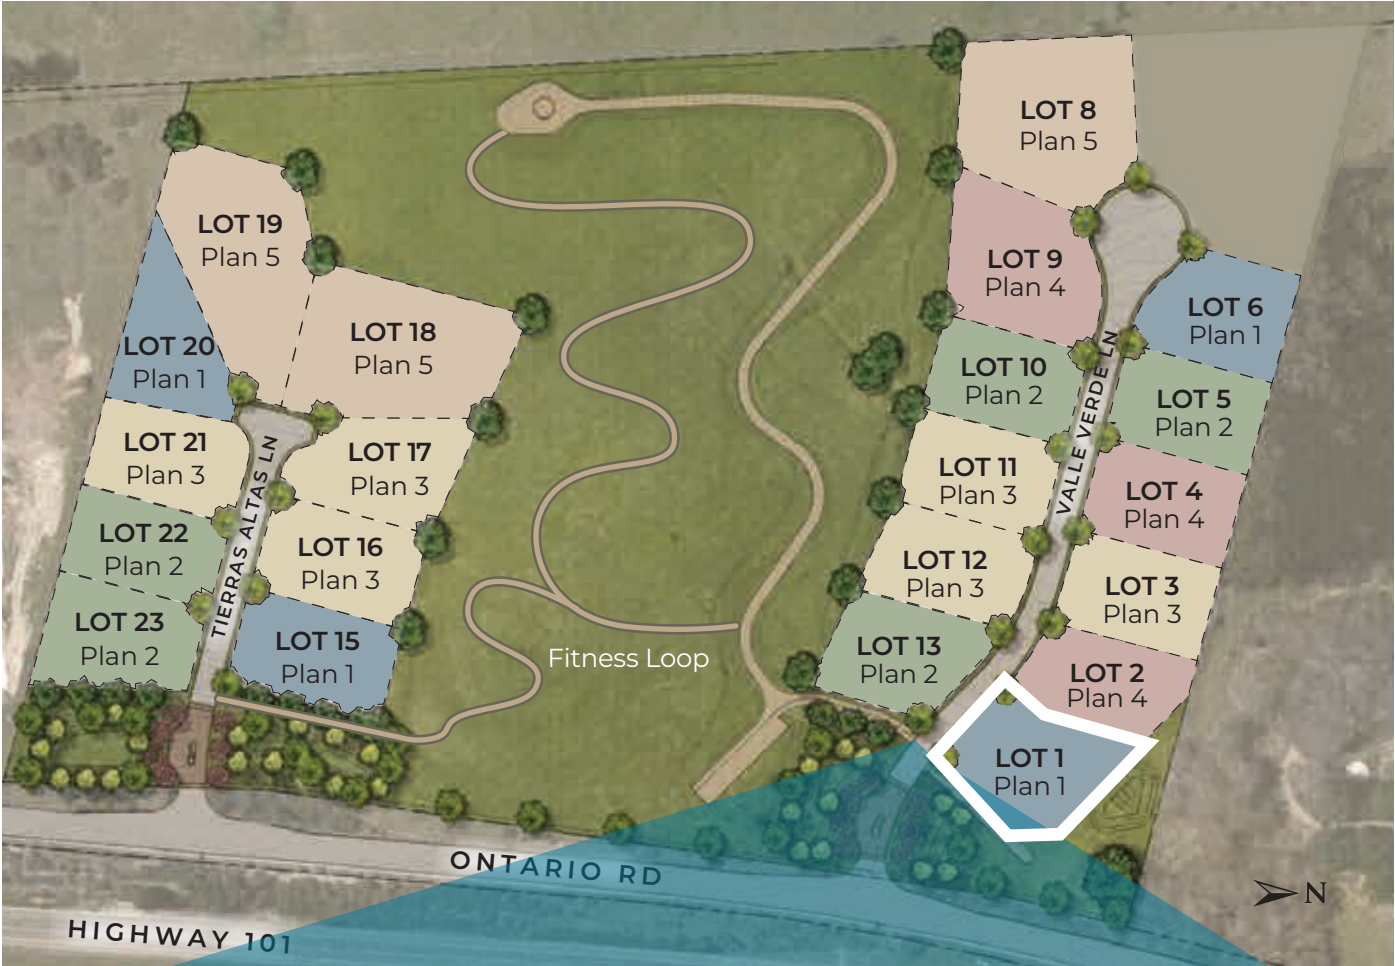 LOT 8
Plan 5
LOT 19
Plan 5
LOT 9
Plan 4
LOT 6
Plan 1
LOT 18
Plan 5
LOT 20
Plan 1
LOT 10
Plan 2
LOT 5
Plan 2
VALLE VERDE LN
LOT 21
Plan 3
LOT 17
Plan 3
LOT 11
Plan 3
LOT 4
Plan 4
TIERRAS ALTAS LN
LOT 22
Plan 2
LOT 16
Plan 3
LOT 12
Plan 3
LOT 3
Plan 3
LOT 23
Plan 2
LOT 15
Plan 1
Fitness Loop
LOT 13
Plan 2
LOT 2
Plan 4
LOT 1
Plan 1
ONTARIO RD
N
HIGHWAY 101